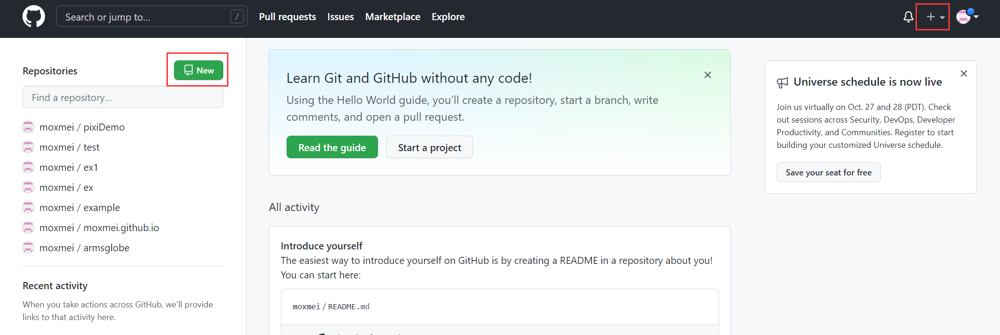 Search or jump to...
/
Pull requests
Issues
Marketplace
Explore
Repositories
New
Find a repository...
moxmei / pixiDemo
moxmei / test
moxmei / ex1
moxmei / ex
moxmei / example
moxmei / moxmei.github.io
moxmei / armsglobe
Recent activity
When you take actions across GitHub, we’ll provide
links to that activity here.
Learn Git and GitHub without any code!
Using the Hello World guide, you’ll create a repository, start a branch, write
comments, and open a pull request.
Read the guide
Start a project
All activity
Introduce yourself
The easiest way to introduce yourself on GitHub is by creating a README in a repository about you!
You can start here:
moxmei / README.md
Universe schedule is now live
Join us virtually on Oct. 27 and 28 (PDT). Check
out sessions across Security, DevOps, Developer
Productivity, and Communities. Register to start
building your customized Universe schedule.
Save your seat for free